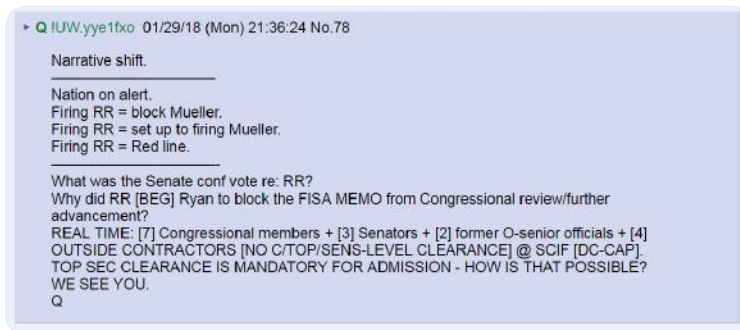 Q !UW.yye1fxo 01/29/18 (Mon) 21:36:24 No.78
Narrative shift.
Nation on alert.
Firing RR = block Mueller.
Firing RR = set up to firing Mueller.
Firing RR = Red line.
What was the Senate conf vote re: RR?
Why did RR [BEG] Ryan to block the FISA MEMO from Congressional review/further
advancement?
REAL TIME: [7] Congressional members + [3] Senators + [2] former O-senior officials + [4]
OUTSIDE CONTRACTORS [NO C/TOP/SENS-LEVEL CLEARANCE] @ SCIF [DC-CAP].
TOP SEC CLEARANCE IS MANDATORY FOR ADMISSION - HOW IS THAT POSSIBLE?
WE SEE YOU.
Q